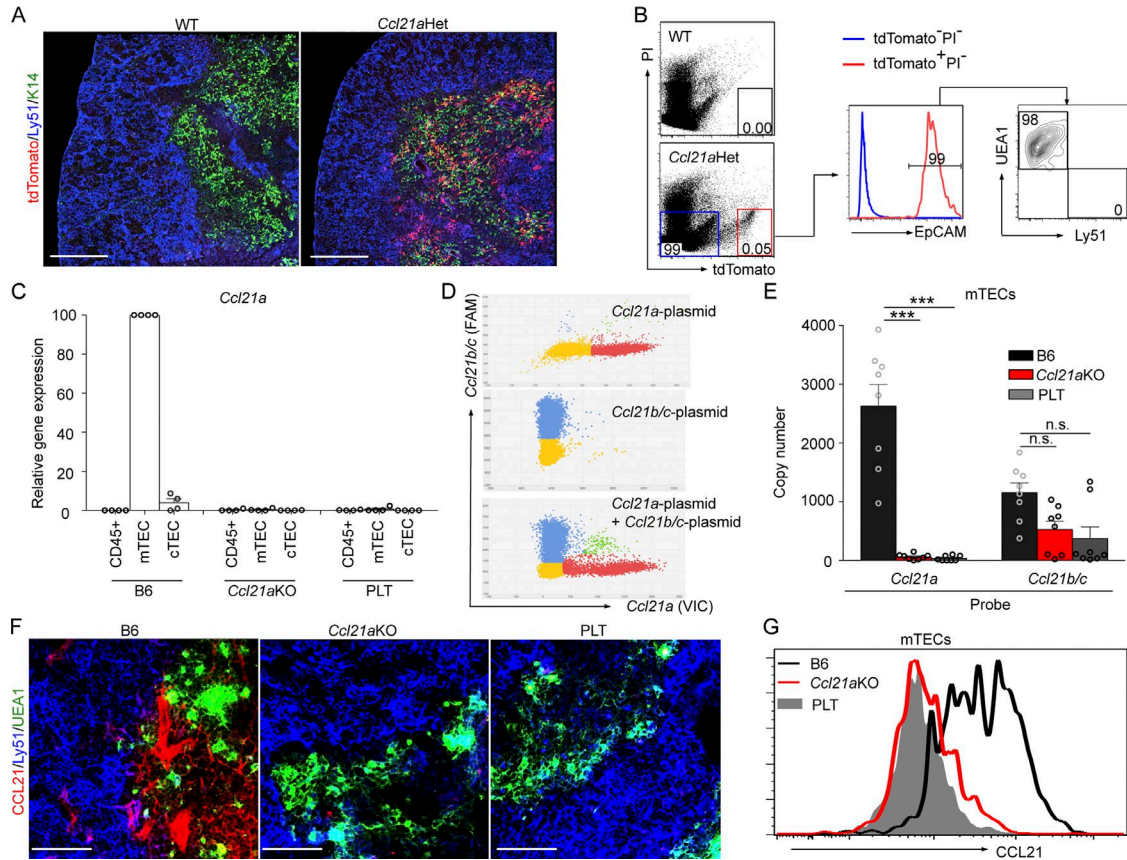 A
WT
Ccl21aHet
tdTomato/Ly51/K14
B
WT
PI
0.00
Ccl21aHet
99
0.05
tdTomato
tdTomato⁻PI⁻
tdTomato⁺PI⁻
99
EpCAM
98
UEA1
0
Ly51
C
Ccl21a
Relative gene expression
100
80
60
40
20
0
CD45+
mTEC
cTEC
CD45+
mTEC
cTEC
CD45+
mTEC
cTEC
B6
Ccl21aKO
PLT
D
Ccl21b/c (FAM)
Ccl21a-plasmid
Ccl21b/c-plasmid
Ccl21a-plasmid
+ Ccl21b/c-plasmid
Ccl21a (VIC)
E
mTECs
***
***
4000
3000
2000
1000
0
Copy number
B6
Ccl21aKO
PLT
n.s.
n.s.
Ccl21a
Ccl21b/c
Probe
F
B6
Ccl21aKO
PLT
CCL21/Ly51/UEA1
G
mTECs
B6
Ccl21aKO
PLT
CCL21